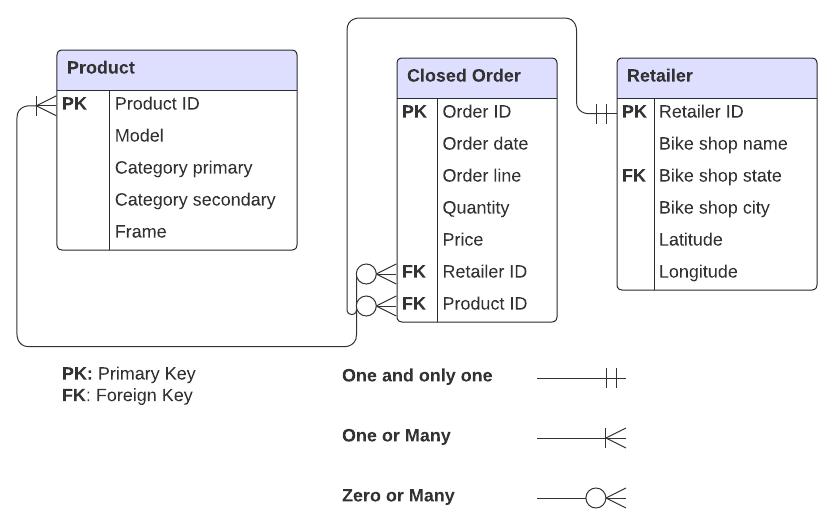 Product
PK Product ID
Model
Category primary
Category secondary
Frame
Closed Order
PK Order ID
Order date
Order line
Quantity
Price
FK Retailer ID
FK Product ID
Retailer
PK Retailer ID
Bike shop name
FK Bike shop state
Bike shop city
Latitude
Longitude
PK: Primary Key
FK: Foreign Key
One and only one
One or Many
Zero or Many